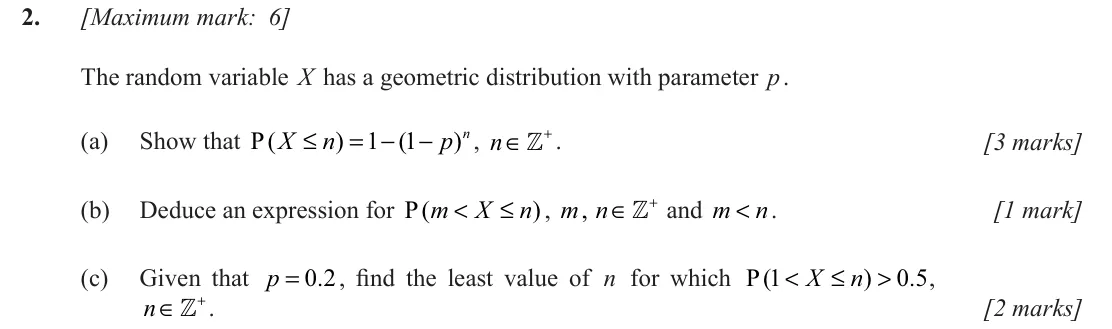 2. [Maximum mark: 6]
The random variable X has a geometric distribution with parameter p.
(a) Show that P(X ≤ n) = 1 − (1 − p)ⁿ, n ∈ ℤ⁺. [3 marks]
(b) Deduce an expression for P(m < X ≤ n), m, n ∈ ℤ⁺ and m < n. [1 mark]
(c) Given that p = 0.2, find the least value of n for which P(1 < X ≤ n) > 0.5,
n ∈ ℤ⁺. [2 marks]